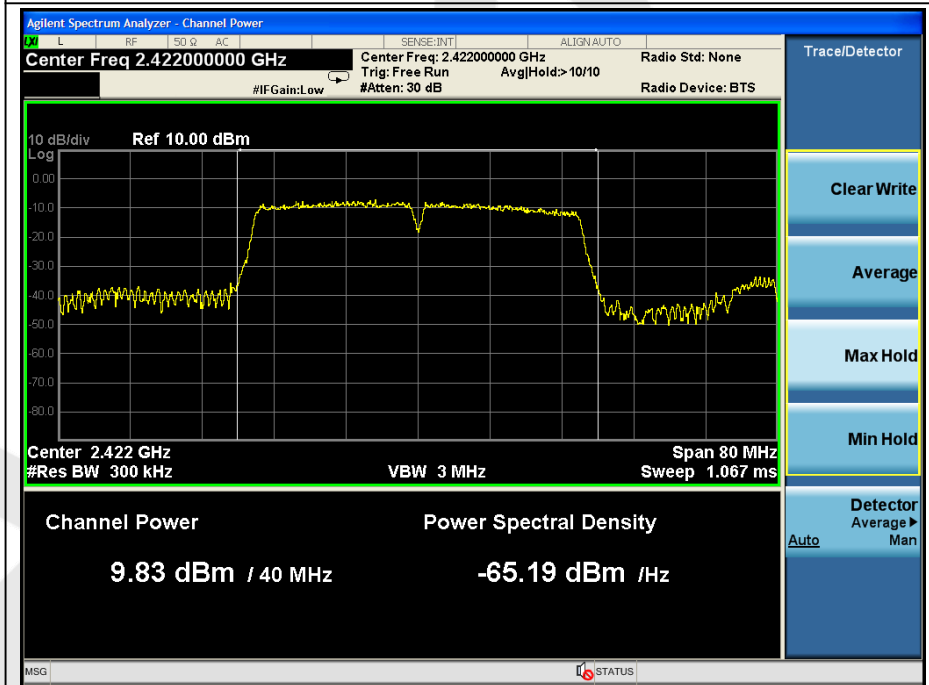 Agilent Spectrum Analyzer - Channel Power
LXI L RF 50 Ω AC SENSE:INT ALIGNAUTO
Center Freq 2.422000000 GHz
Center Freq: 2.422000000 GHz
Radio Std: None
Trig: Free Run Avg|Hold:>10/10
#IFGain:Low
#Atten: 30 dB
Radio Device: BTS
Trace/Detector
10 dB/div Ref 10.00 dBm
Log
0.00
-10.0
-20.0
-30.0
-40.0
-50.0
-60.0
-70.0
-80.0
Center 2.422 GHz
Span 80 MHz
#Res BW 300 kHz
VBW 3 MHz
Sweep 1.067 ms
Channel Power
Power Spectral Density
9.83 dBm / 40 MHz
-65.19 dBm /Hz
Clear Write
Average
Max Hold
Min Hold
Detector
Average
Auto Man
MSG
STATUS